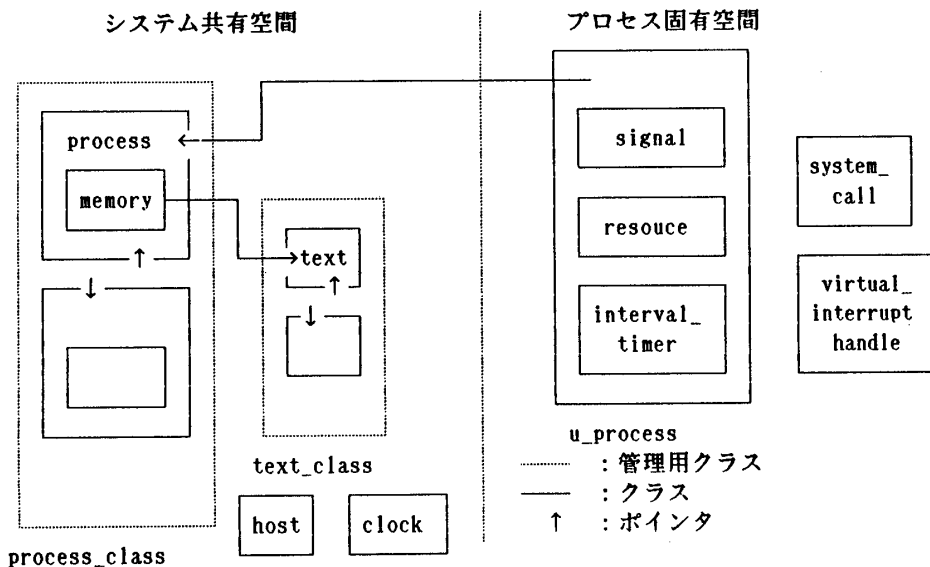 システム共有空間
プロセス固有空間
process
memory
text
text_class
host
clock
process_class
signal
resouce
interval_
timer
u_process
system_
call
virtual_
interrupt
handle
：管理用クラス
：クラス
↑ ：ポインタ